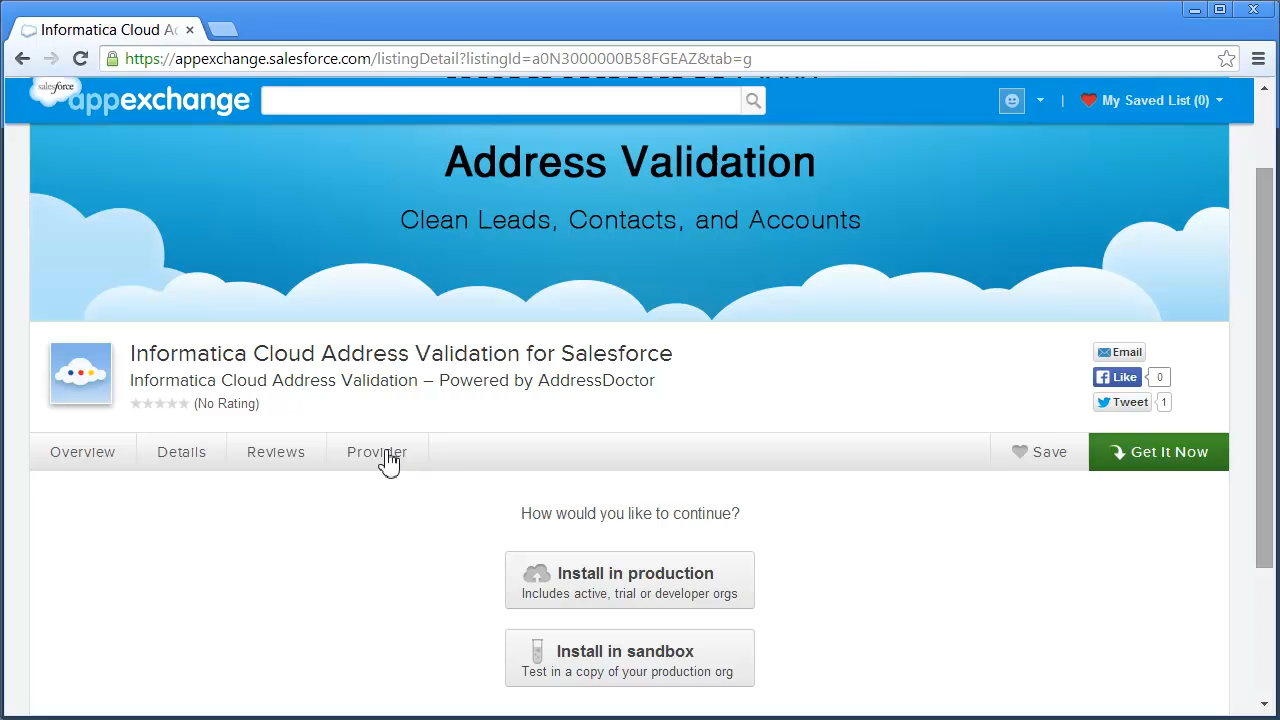 Informatica Cloud Ac
https://appexchange.salesforce.com/listingDetail?listingId=a0N3000000B58FGEAZ&tab=g
salesforce
appexchange
My Saved List (0)
Address Validation
Clean Leads, Contacts, and Accounts
Informatica Cloud Address Validation for Salesforce
Informatica Cloud Address Validation – Powered by AddressDoctor
(No Rating)
Email
Like 0
Tweet 1
Overview Details Reviews Provider Save Get It Now
How would you like to continue?
Install in production
Includes active, trial or developer orgs
Install in sandbox
Test in a copy of your production org